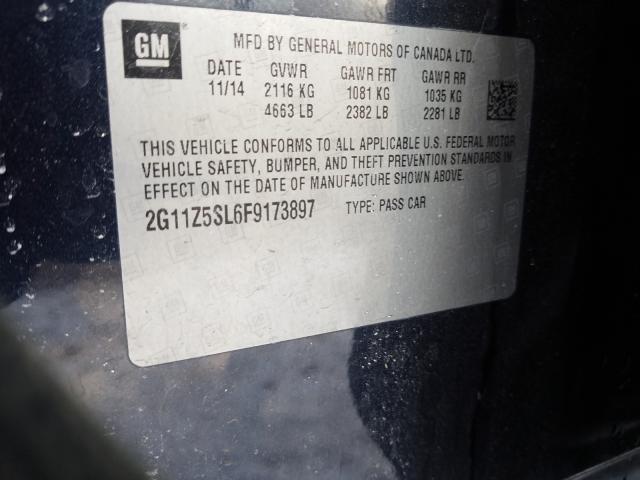 GM
MFD BY GENERAL MOTORS OF CANADA LTD.
DATE GVWR GAWR FRT GAWR RR
11/14 2116 KG 1081 KG 1035 KG
4663 LB 2382 LB 2281 LB
THIS VEHICLE CONFORMS TO ALL APPLICABLE U.S. FEDERAL MOTOR
VEHICLE SAFETY, BUMPER, AND THEFT PREVENTION STANDARDS IN
EFFECT ON THE DATE OF MANUFACTURE SHOWN ABOVE.
2G11Z5SL6F9173897 TYPE: PASS CAR